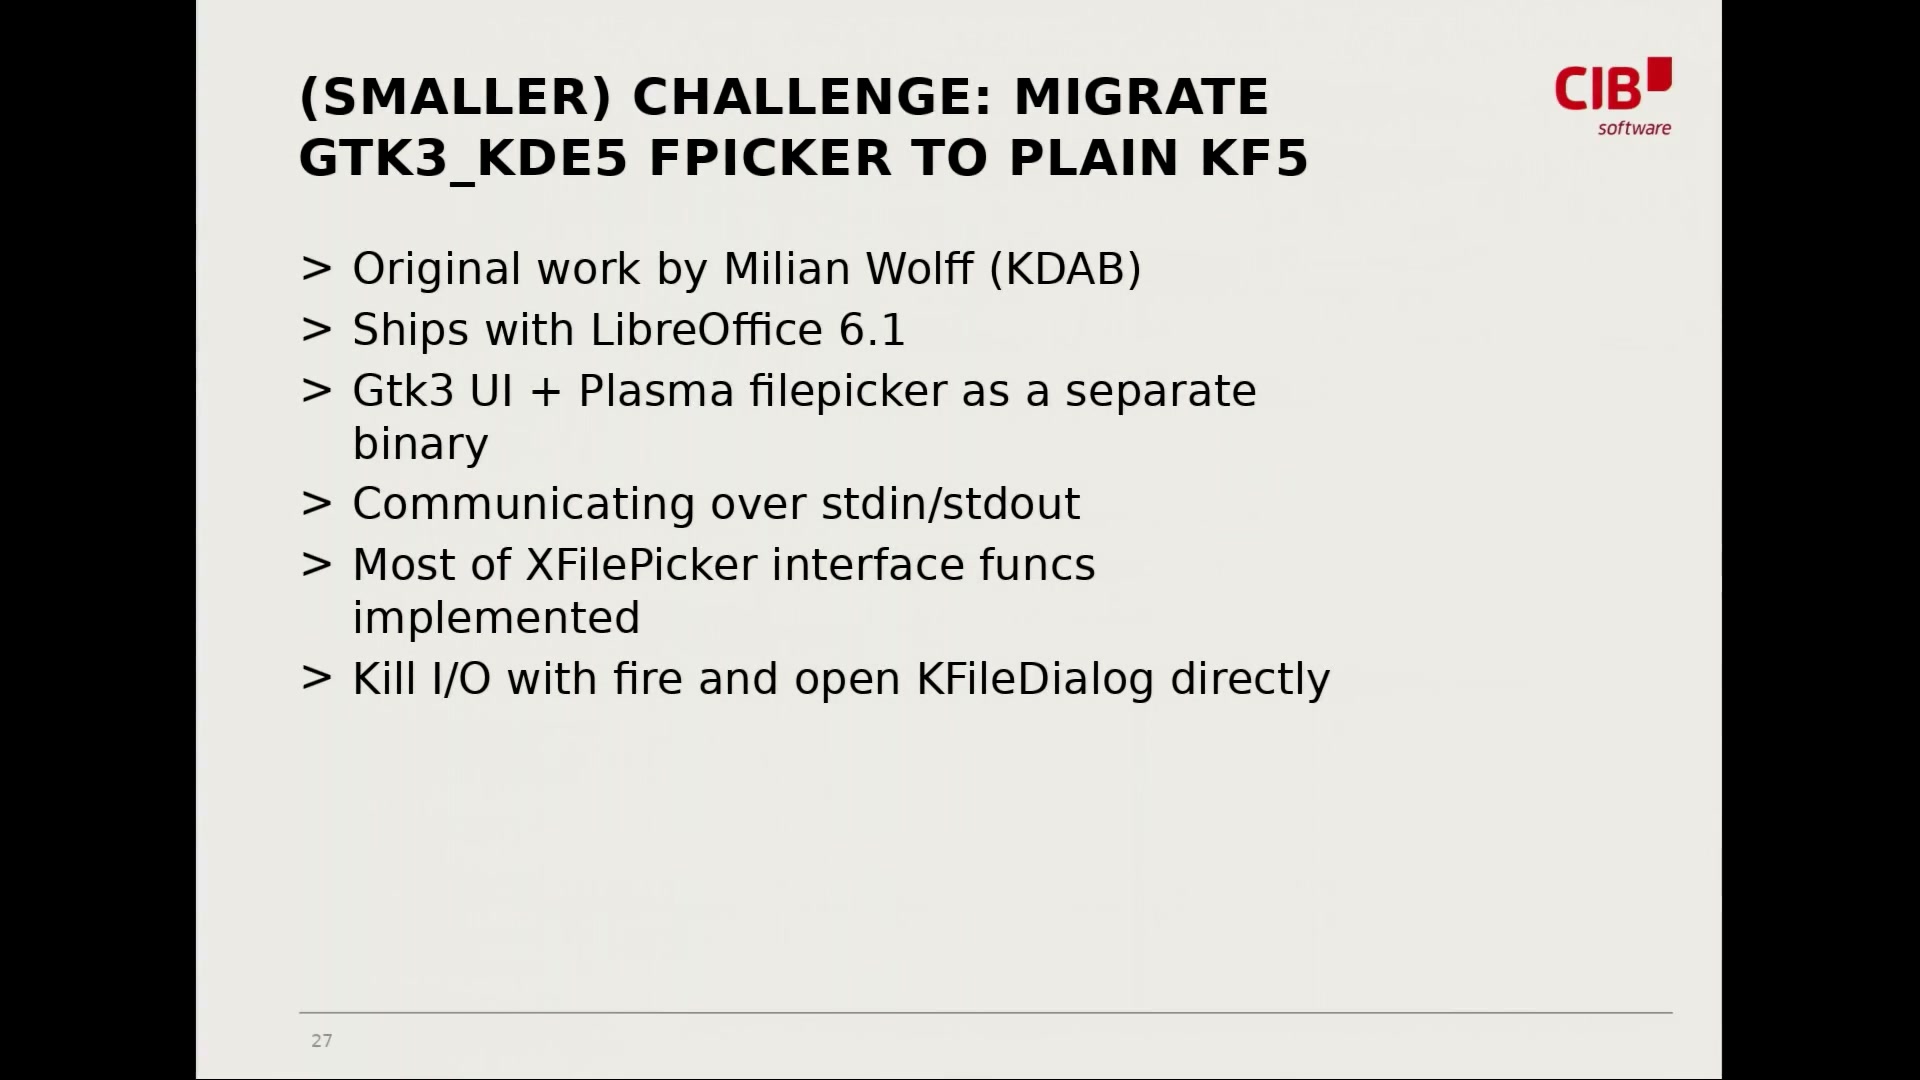 (SMALLER) CHALLENGE: MIGRATE
GTK3_KDE5 FPICKER TO PLAIN KF5
CIB
software
> Original work by Milian Wolff (KDAB)
> Ships with LibreOffice 6.1
> Gtk3 UI + Plasma filepicker as a separate
binary
> Communicating over stdin/stdout
> Most of XFilePicker interface funcs
implemented
> Kill I/O with fire and open KFileDialog directly
27